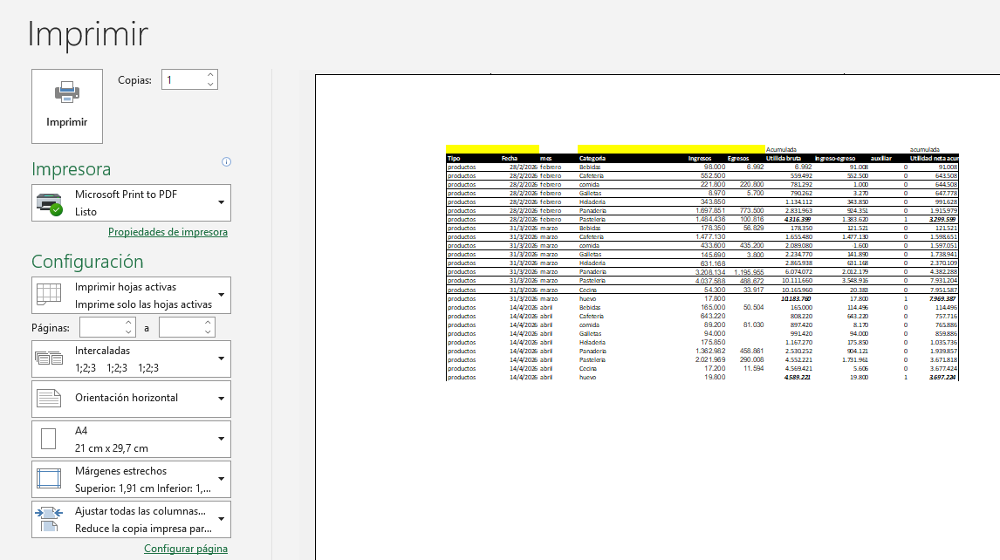 Imprimir
Imprimir
Copias: 1
Impresora
Microsoft Print to PDF
Listo
Propiedades de impresora
Configuración
Imprimir hojas activas
Imprime solo las hojas activas
Páginas: a
Intercaladas
1;2;3 1;2;3 1;2;3
Orientación horizontal
A4
21 cm x 29,7 cm
Márgenes estrechos
Superior: 1,91 cm Inferior: 1,...
Ajustar todas las columnas...
Reduce la copia impresa par...
Configurar página
Acumulada acumulada
Tipo Fecha mes Categoria Ingresos Egresos Utilida bruta ingreso-egreso auxiliar Utilidad neta acur
productos 28/2/2026 febrero Bebidas 98.000 6.992 6.992 91.008 0 91.008
productos 28/2/2026 febrero Cafeteria 552.500 559.492 552.500 0 643.508
productos 28/2/2026 febrero comida 221.800 220.800 781.292 1.000 0 644.508
productos 28/2/2026 febrero Galletas 8.970 5.700 790.262 3.270 0 647.778
productos 28/2/2026 febrero Heladeria 343.850 1.134.112 343.850 0 991.628
productos 28/2/2026 febrero Panaderia 1.697.851 773.500 2.831.963 924.351 0 1.915.979
productos 28/2/2026 febrero Pasteleria 1.484.436 100.816 4.316.399 1.383.620 1 3.299.599
productos 31/3/2026 marzo Bebidas 178.350 56.829 178.350 121.521 0 121.521
productos 31/3/2026 marzo Cafeteria 1.477.130 1.655.480 1.477.130 0 1.598.651
productos 31/3/2026 marzo comida 433.600 435.200 2.089.080 1.600 0 1.597.051
productos 31/3/2026 marzo Galletas 145.690 3.800 2.234.770 141.890 0 1.738.941
productos 31/3/2026 marzo Heladeria 631.168 2.865.938 631.168 0 2.370.109
productos 31/3/2026 marzo Panaderia 3.208.134 1.195.955 6.074.072 2.012.179 0 4.382.288
productos 31/3/2026 marzo Pasteleria 4.037.588 488.672 10.111.660 3.548.916 0 7.931.204
productos 31/3/2026 marzo Cecina 54.300 33.917 10.165.960 20.383 0 7.951.587
productos 31/3/2026 marzo huevo 17.800 10.183.760 17.800 1 7.969.387
productos 14/4/2026 abril Bebidas 165.000 50.504 165.000 114.496 0 114.496
productos 14/4/2026 abril Cafeteria 643.220 808.220 643.220 0 757.716
productos 14/4/2026 abril comida 89.200 81.030 897.420 8.170 0 765.886
productos 14/4/2026 abril Galletas 94.000 991.420 94.000 0 859.886
productos 14/4/2026 abril Heladeria 175.850 1.167.270 175.850 0 1.035.736
productos 14/4/2026 abril Panaderia 1.362.982 458.861 2.530.252 904.121 0 1.939.857
productos 14/4/2026 abril Pasteleria 2.021.969 290.008 4.552.221 1.731.961 0 3.671.818
productos 14/4/2026 abril Cecina 17.200 11.594 4.569.421 5.606 0 3.677.424
productos 14/4/2026 abril huevo 19.800 4.589.221 19.800 1 3.697.224